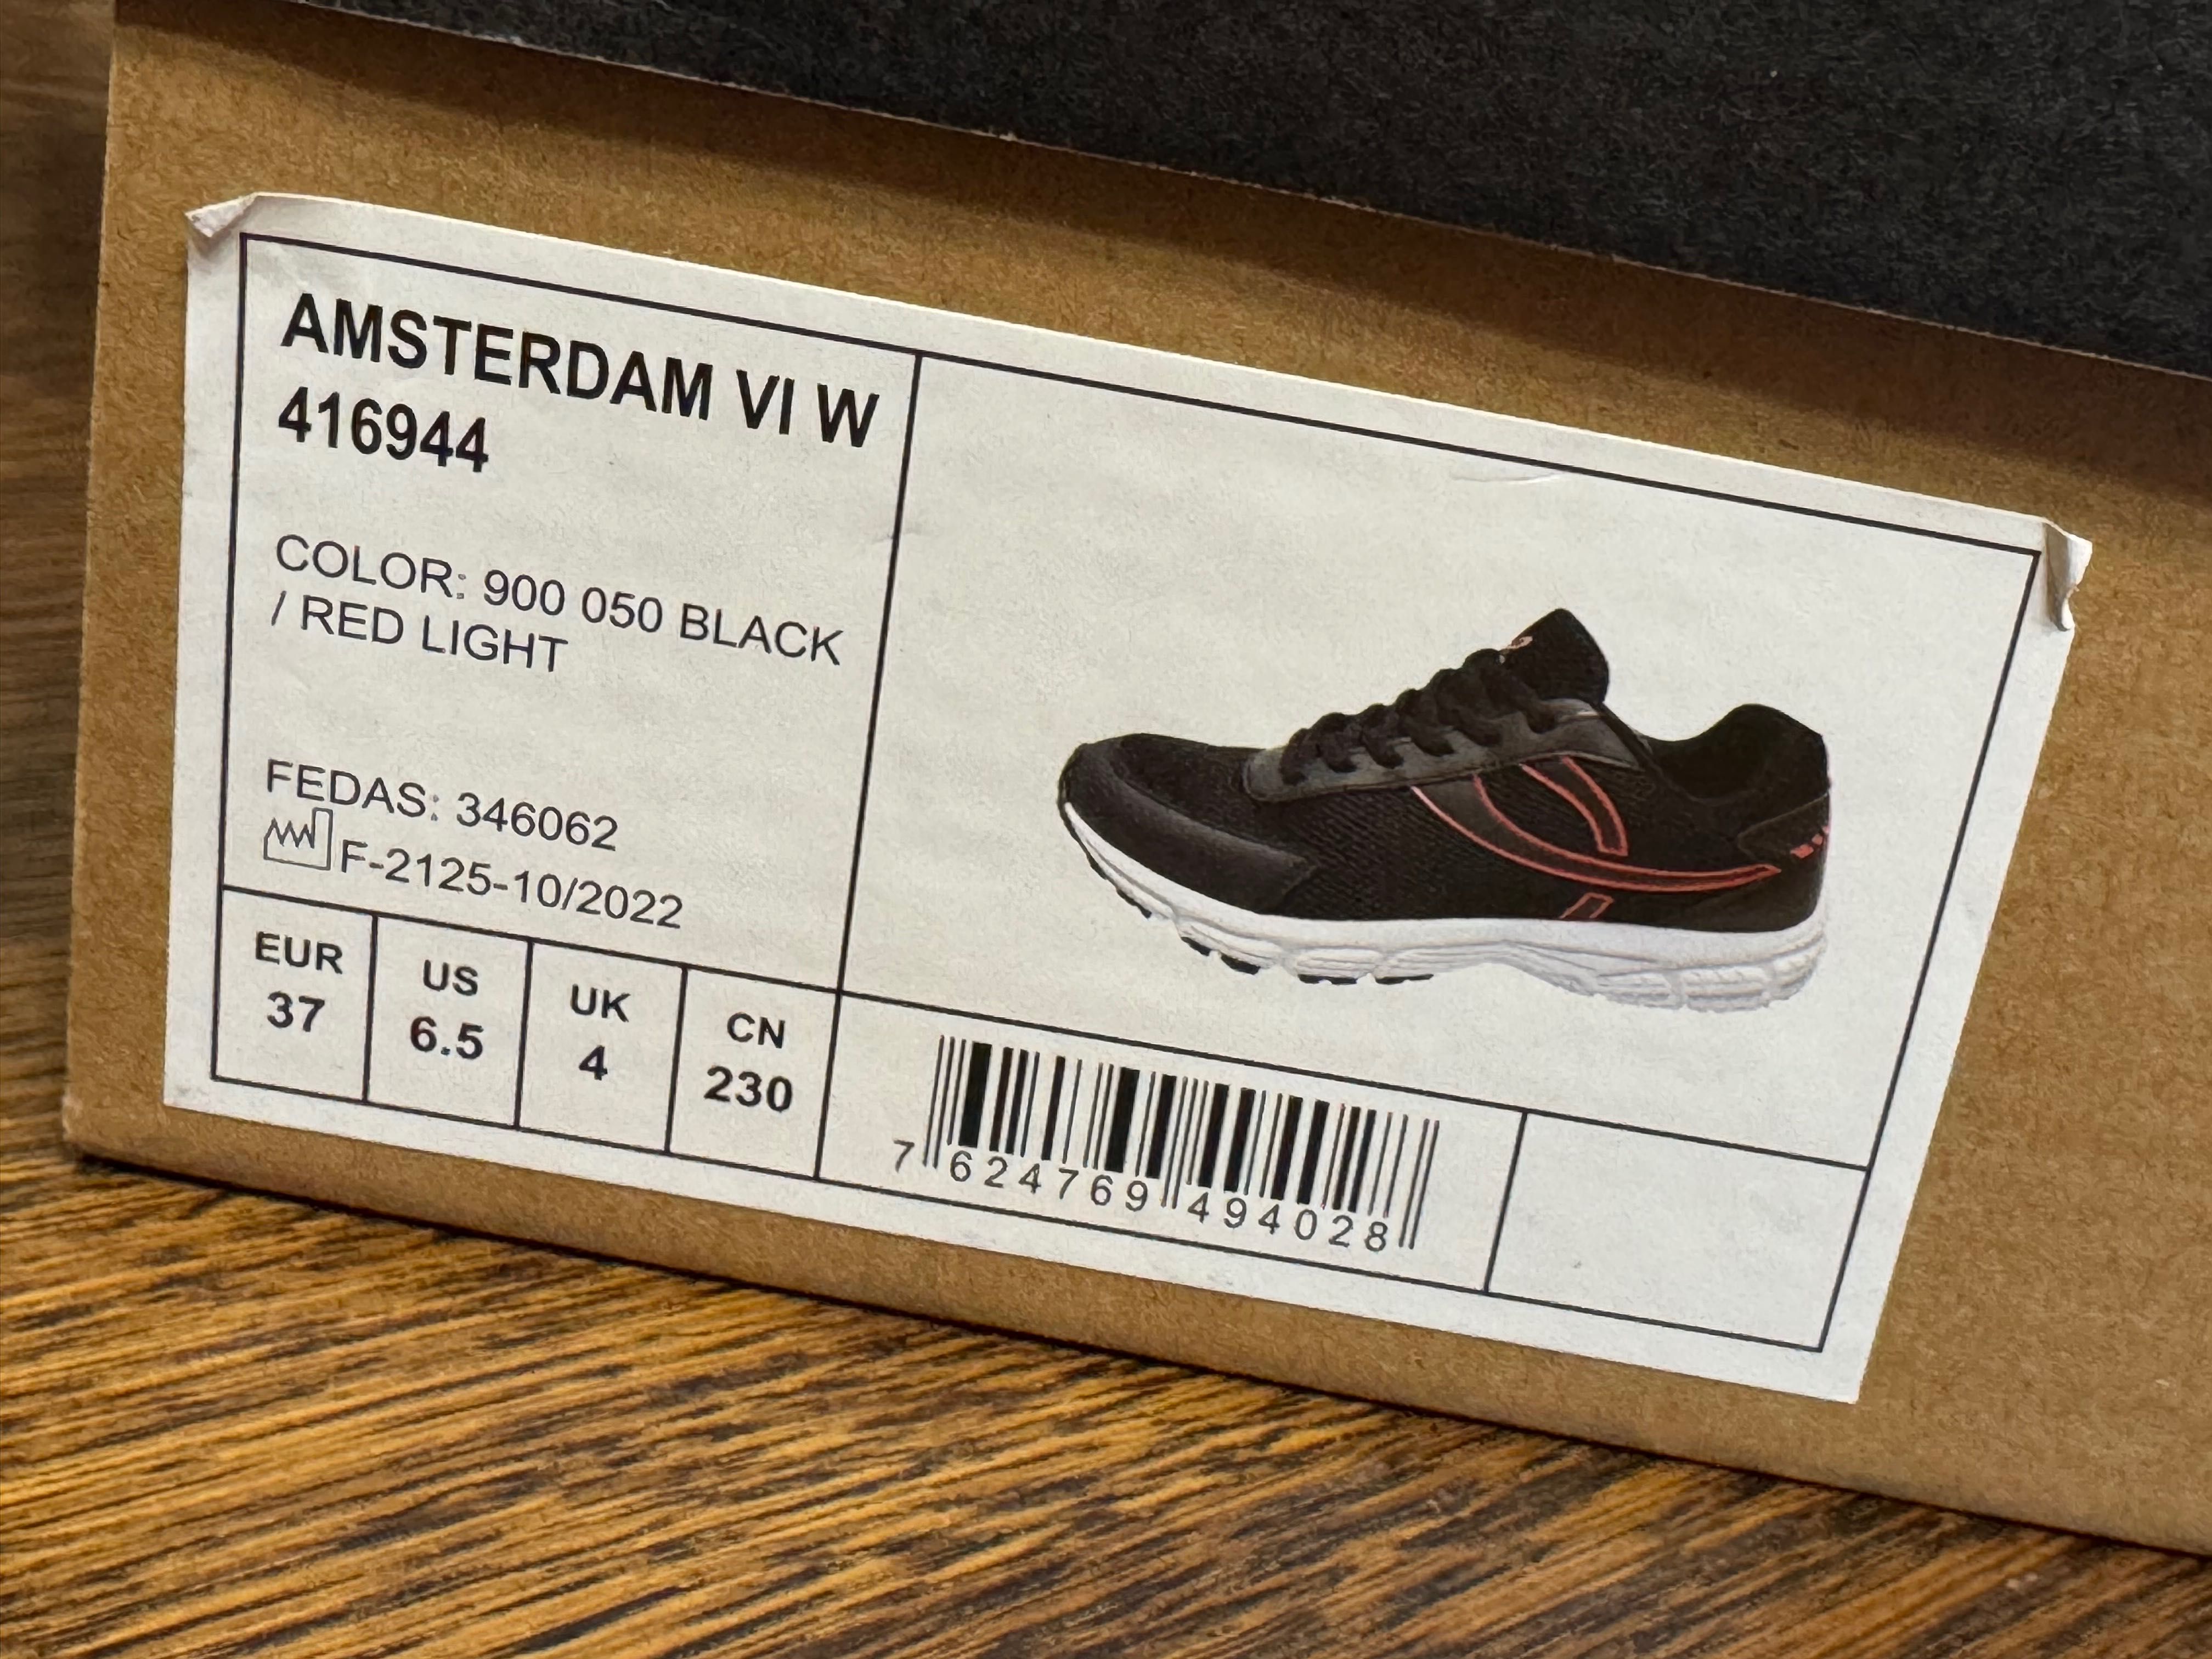 AMSTERDAM VI W
416944
COLOR: 900 050 BLACK
/ RED LIGHT
FEDAS: 346062
F-2125-10/2022
EUR US UK CN
37 6.5 4 230
7 624769 494028